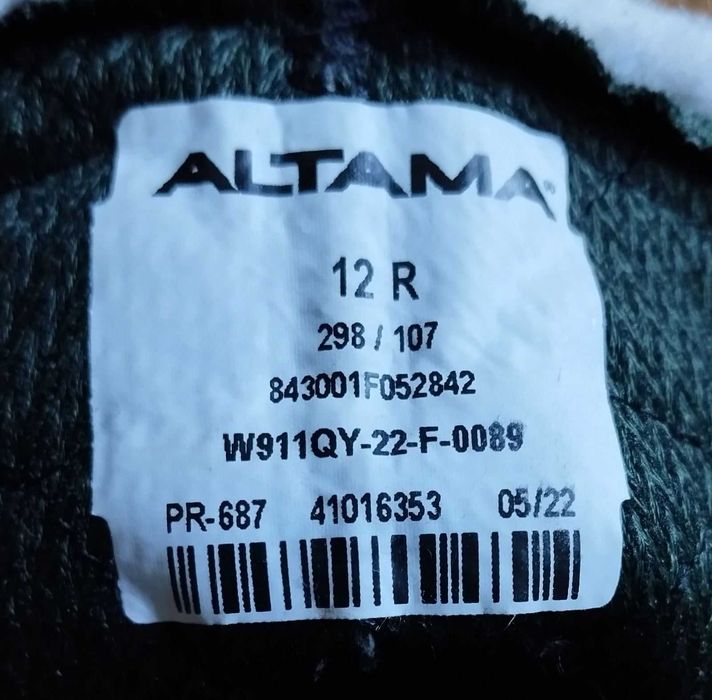 ALTAMA®
12 R
298 / 107
843001F052842
W911QY-22-F-0089
PR-687 41016353 05/22